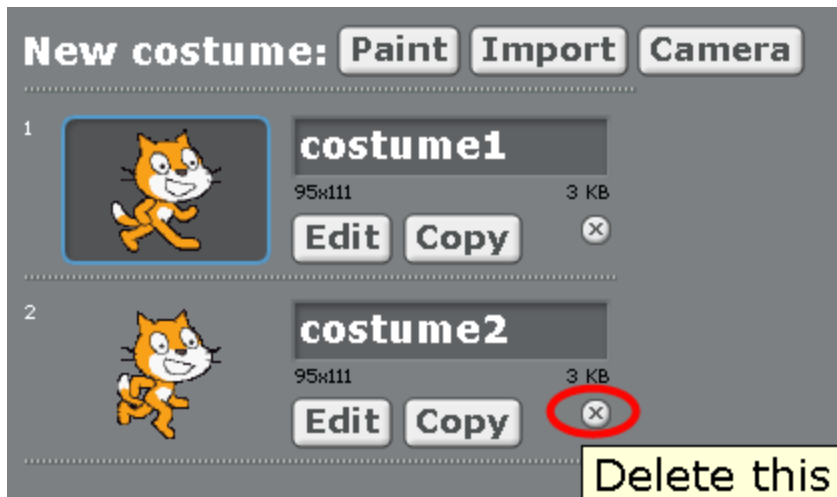 New costume: Paint Import Camera
1
costume1
95x111 3 KB
Edit Copy
2
costume2
95x111 3 KB
Edit Copy
Delete this